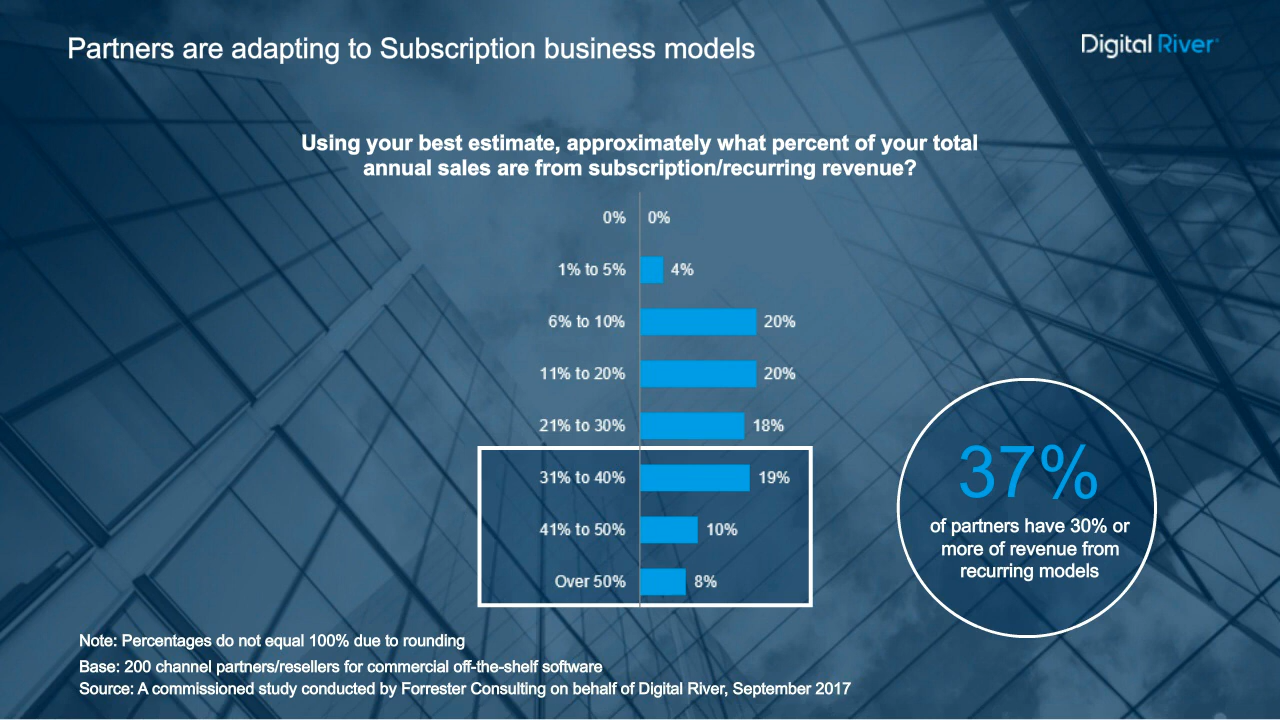 Partners are adapting to Subscription business models
Digital River
Using your best estimate, approximately what percent of your total
annual sales are from subscription/recurring revenue?
0% 0%
1% to 5% 4%
6% to 10% 20%
11% to 20% 20%
21% to 30% 18%
31% to 40% 19%
41% to 50% 10%
Over 50% 8%
37%
of partners have 30% or
more of revenue from
recurring models
Note: Percentages do not equal 100% due to rounding
Base: 200 channel partners/resellers for commercial off-the-shelf software
Source: A commissioned study conducted by Forrester Consulting on behalf of Digital River, September 2017